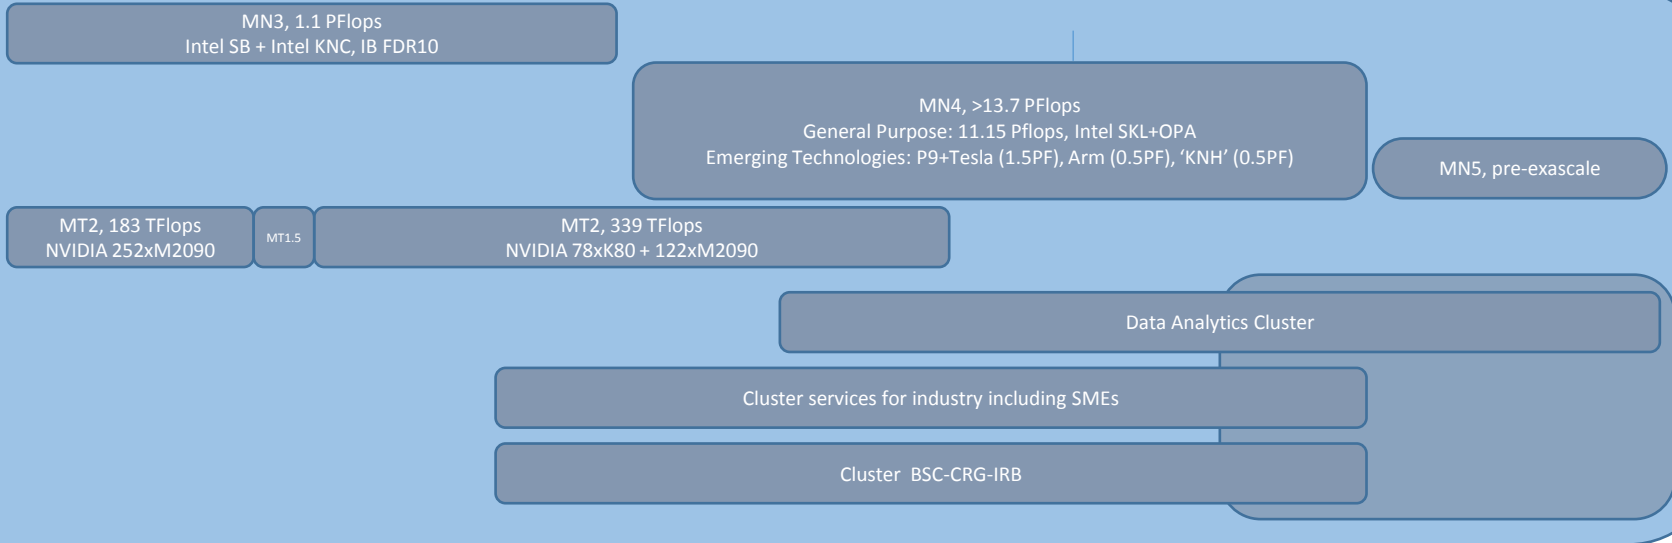 MN3, 1.1 PFlops
Intel SB + Intel KNC, IB FDR10
MN4, >13.7 PFlops
General Purpose: 11.15 Pflops, Intel SKL+OPA
Emerging Technologies: P9+Tesla (1.5PF), Arm (0.5PF), ‘KNH’ (0.5PF)
MN5, pre-exascale
MT2, 183 TFlops
NVIDIA 252xM2090
MT1.5
MT2, 339 TFlops
NVIDIA 78xK80 + 122xM2090
Data Analytics Cluster
Cluster services for industry including SMEs
Cluster BSC-CRG-IRB